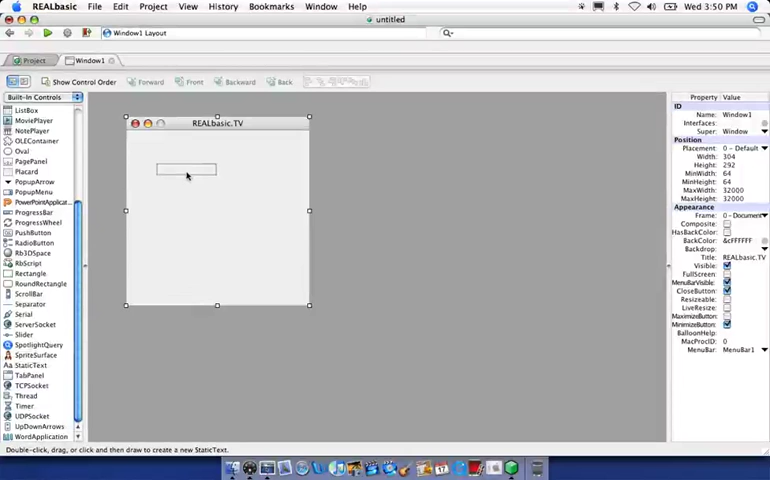 REALbasic File Edit Project View History Bookmarks Window Help Wed 3:50 PM
untitled
Window1 Layout
Project Window1
Show Control Order Forward Front Backward Back
Built-In Controls
ListBox
MoviePlayer
NotePlayer
OLEContainer
Oval
PagePanel
Placard
PopupArrow
PopupMenu
PowerPointApplicat...
ProgressBar
ProgressWheel
PushButton
RadioButton
Rb3DSpace
RbScript
Rectangle
RoundRectangle
ScrollBar
Separator
Serial
ServerSocket
Slider
SpotlightQuery
SpriteSurface
StaticText
TabPanel
TCPSocket
Thread
Timer
UDPSocket
UpDownArrows
WordApplication
REALbasic.TV
Property Value
ID
Name: Window1
Interfaces:
Super: Window
Position
Placement: 0 - Default
Width: 304
Height: 292
MinWidth: 64
MinHeight: 64
MaxWidth: 32000
MaxHeight: 32000
Appearance
Frame: 0 - Document
Composite:
HasBackColor:
BackColor: &cFFFFFF
Backdrop:
Title: REALbasic.TV
Visible:
FullScreen:
MenuBarVisible:
CloseButton:
Resizeable:
LiveResize:
MaximizeButton:
MinimizeButton:
BalloonHelp:
MacProcID: 0
MenuBar: MenuBar1
Double-click, drag, or click and then draw to create a new StaticText.
17